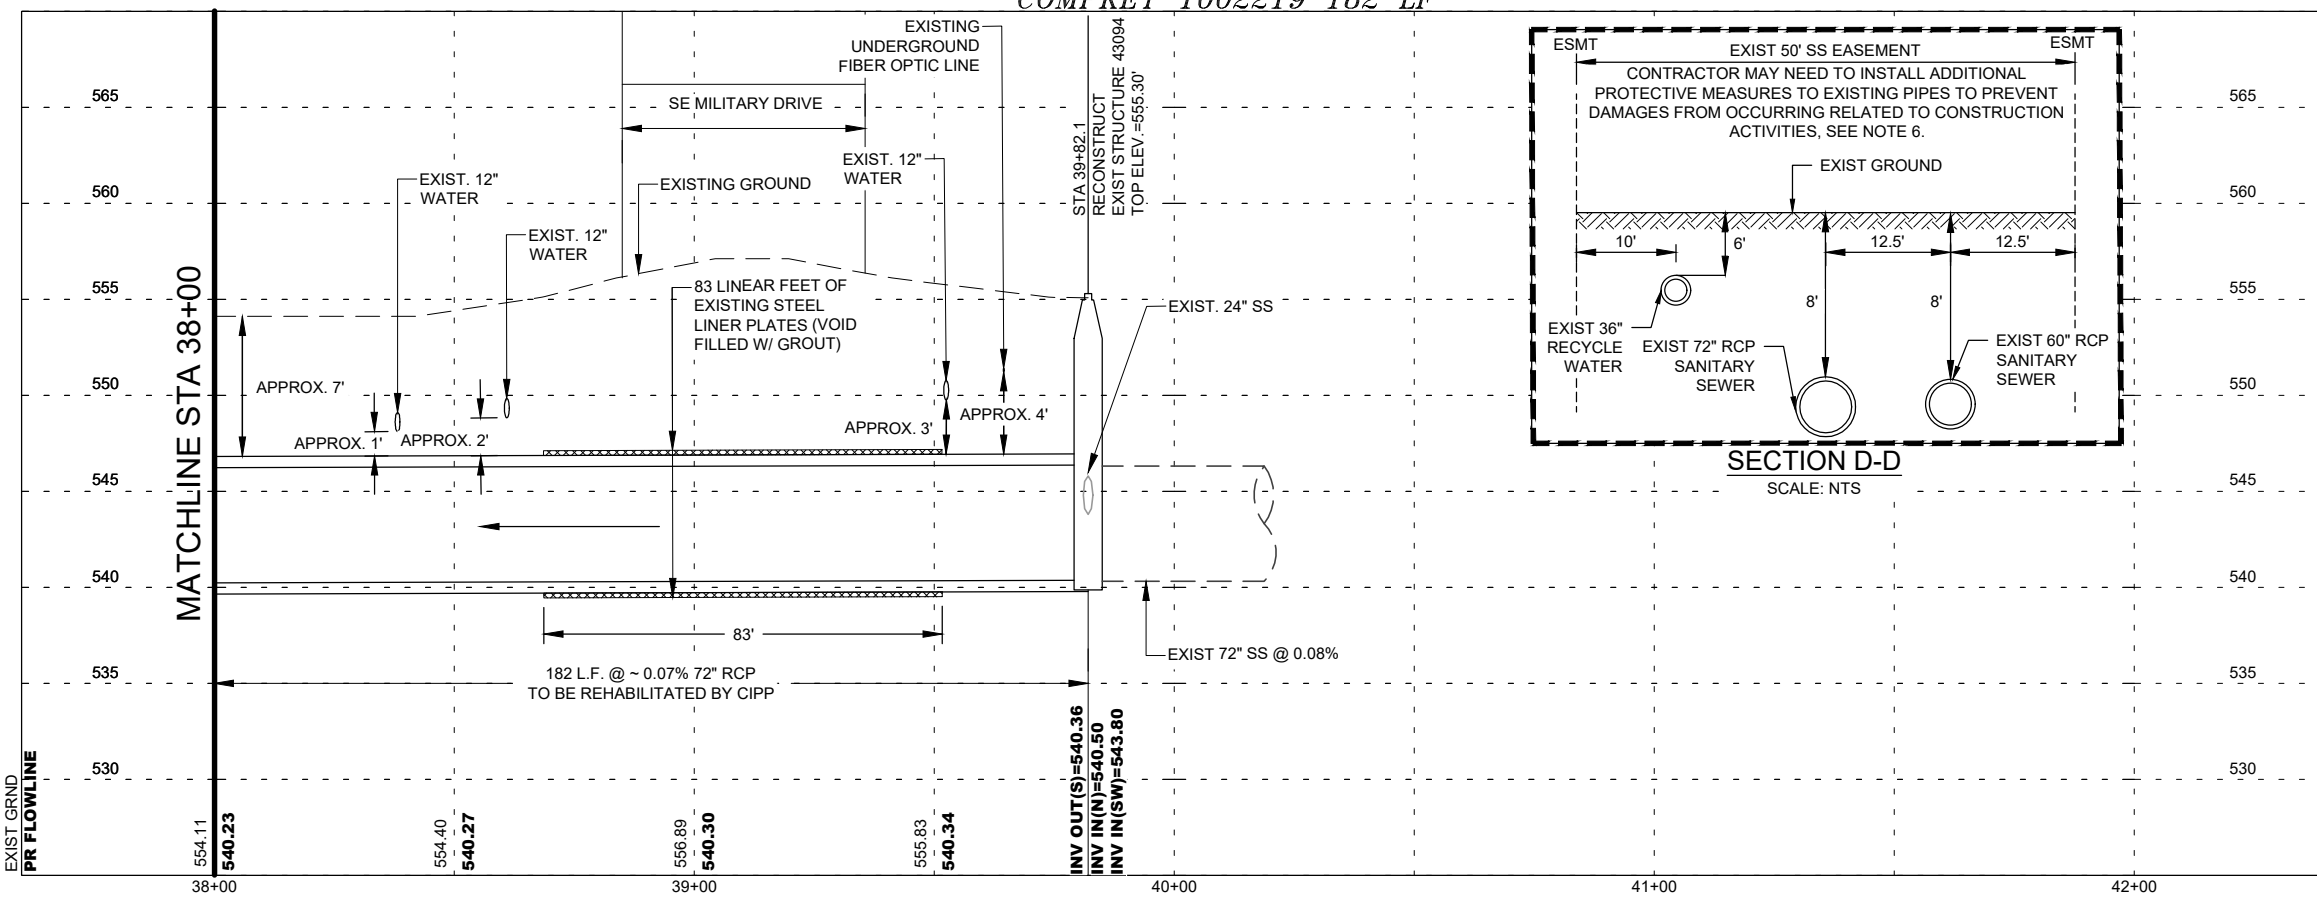 COMPKEY 1002219 182 LF
EXISTING
UNDERGROUND
FIBER OPTIC LINE
SE MILITARY DRIVE
EXIST. 12"
WATER
EXISTING GROUND
EXIST. 12"
WATER
EXIST. 12"
WATER
STA 39+82.1
RECONSTRUCT
EXIST STRUCTURE 43094
TOP ELEV.=555.30'
83 LINEAR FEET OF
EXISTING STEEL
LINER PLATES (VOID
FILLED W/ GROUT)
EXIST. 24" SS
MATCHLINE STA 38+00
APPROX. 7'
APPROX. 1'
APPROX. 2'
APPROX. 3'
APPROX. 4'
83'
EXIST 72" SS @ 0.08%
182 L.F. @ ~ 0.07% 72" RCP
TO BE REHABILITATED BY CIPP
INV OUT(S)=540.36
INV IN(N)=540.50
INV IN(SW)=543.80
565
560
555
550
545
540
535
530
ESMT
EXIST 50' SS EASEMENT
ESMT
CONTRACTOR MAY NEED TO INSTALL ADDITIONAL
PROTECTIVE MEASURES TO EXISTING PIPES TO PREVENT
DAMAGES FROM OCCURRING RELATED TO CONSTRUCTION
ACTIVITIES, SEE NOTE 6.
EXIST GROUND
10'
6'
12.5'
12.5'
8'
8'
EXIST 36"
RECYCLE
WATER
EXIST 72" RCP
SANITARY
SEWER
EXIST 60" RCP
SANITARY
SEWER
SECTION D-D
SCALE: NTS
565
560
555
550
545
540
535
530
EXIST GRND
PR FLOWLINE
554.11
540.23
554.40
540.27
556.89
540.30
555.83
540.34
38+00
39+00
40+00
41+00
42+00